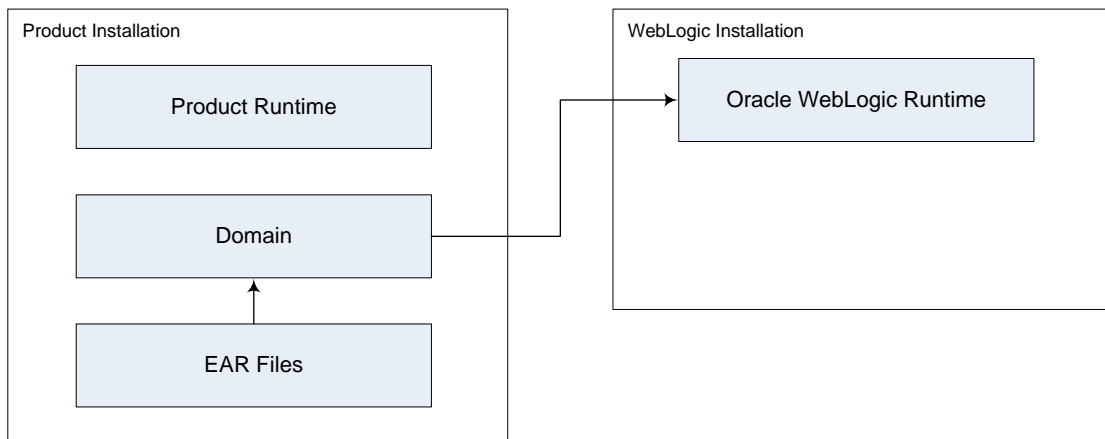 Product Installation
Product Runtime
Domain
EAR Files
WebLogic Installation
Oracle WebLogic Runtime